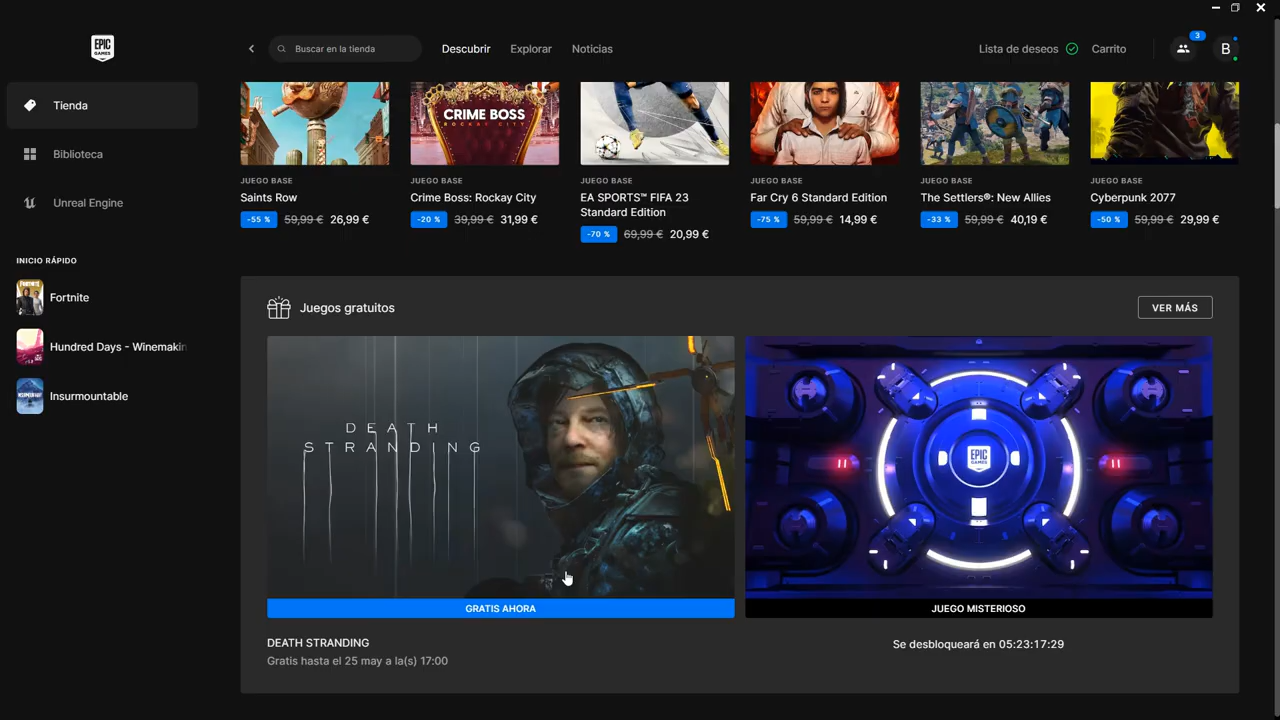 EPIC
GAMES
Buscar en la tienda
Descubrir
Explorar
Noticias
Lista de deseos
Carrito
3
B
Tienda
Biblioteca
Unreal Engine
INICIO RÁPIDO
Fortnite
Hundred Days - Winemakin
Insurmountable
CRIME BOSS
ROCKAY CITY
JUEGO BASE
Saints Row
-55 % 59,99 € 26,99 €
JUEGO BASE
Crime Boss: Rockay City
-20 % 39,99 € 31,99 €
JUEGO BASE
EA SPORTS™ FIFA 23
Standard Edition
-70 % 69,99 € 20,99 €
JUEGO BASE
Far Cry 6 Standard Edition
-75 % 59,99 € 14,99 €
JUEGO BASE
The Settlers®: New Allies
-33 % 59,99 € 40,19 €
JUEGO BASE
Cyberpunk 2077
-50 % 59,99 € 29,99 €
Juegos gratuitos
VER MÁS
DEATH
STRANDING
GRATIS AHORA
DEATH STRANDING
Gratis hasta el 25 may a la(s) 17:00
EPIC
GAMES
JUEGO MISTERIOSO
Se desbloqueará en 05:23:17:29